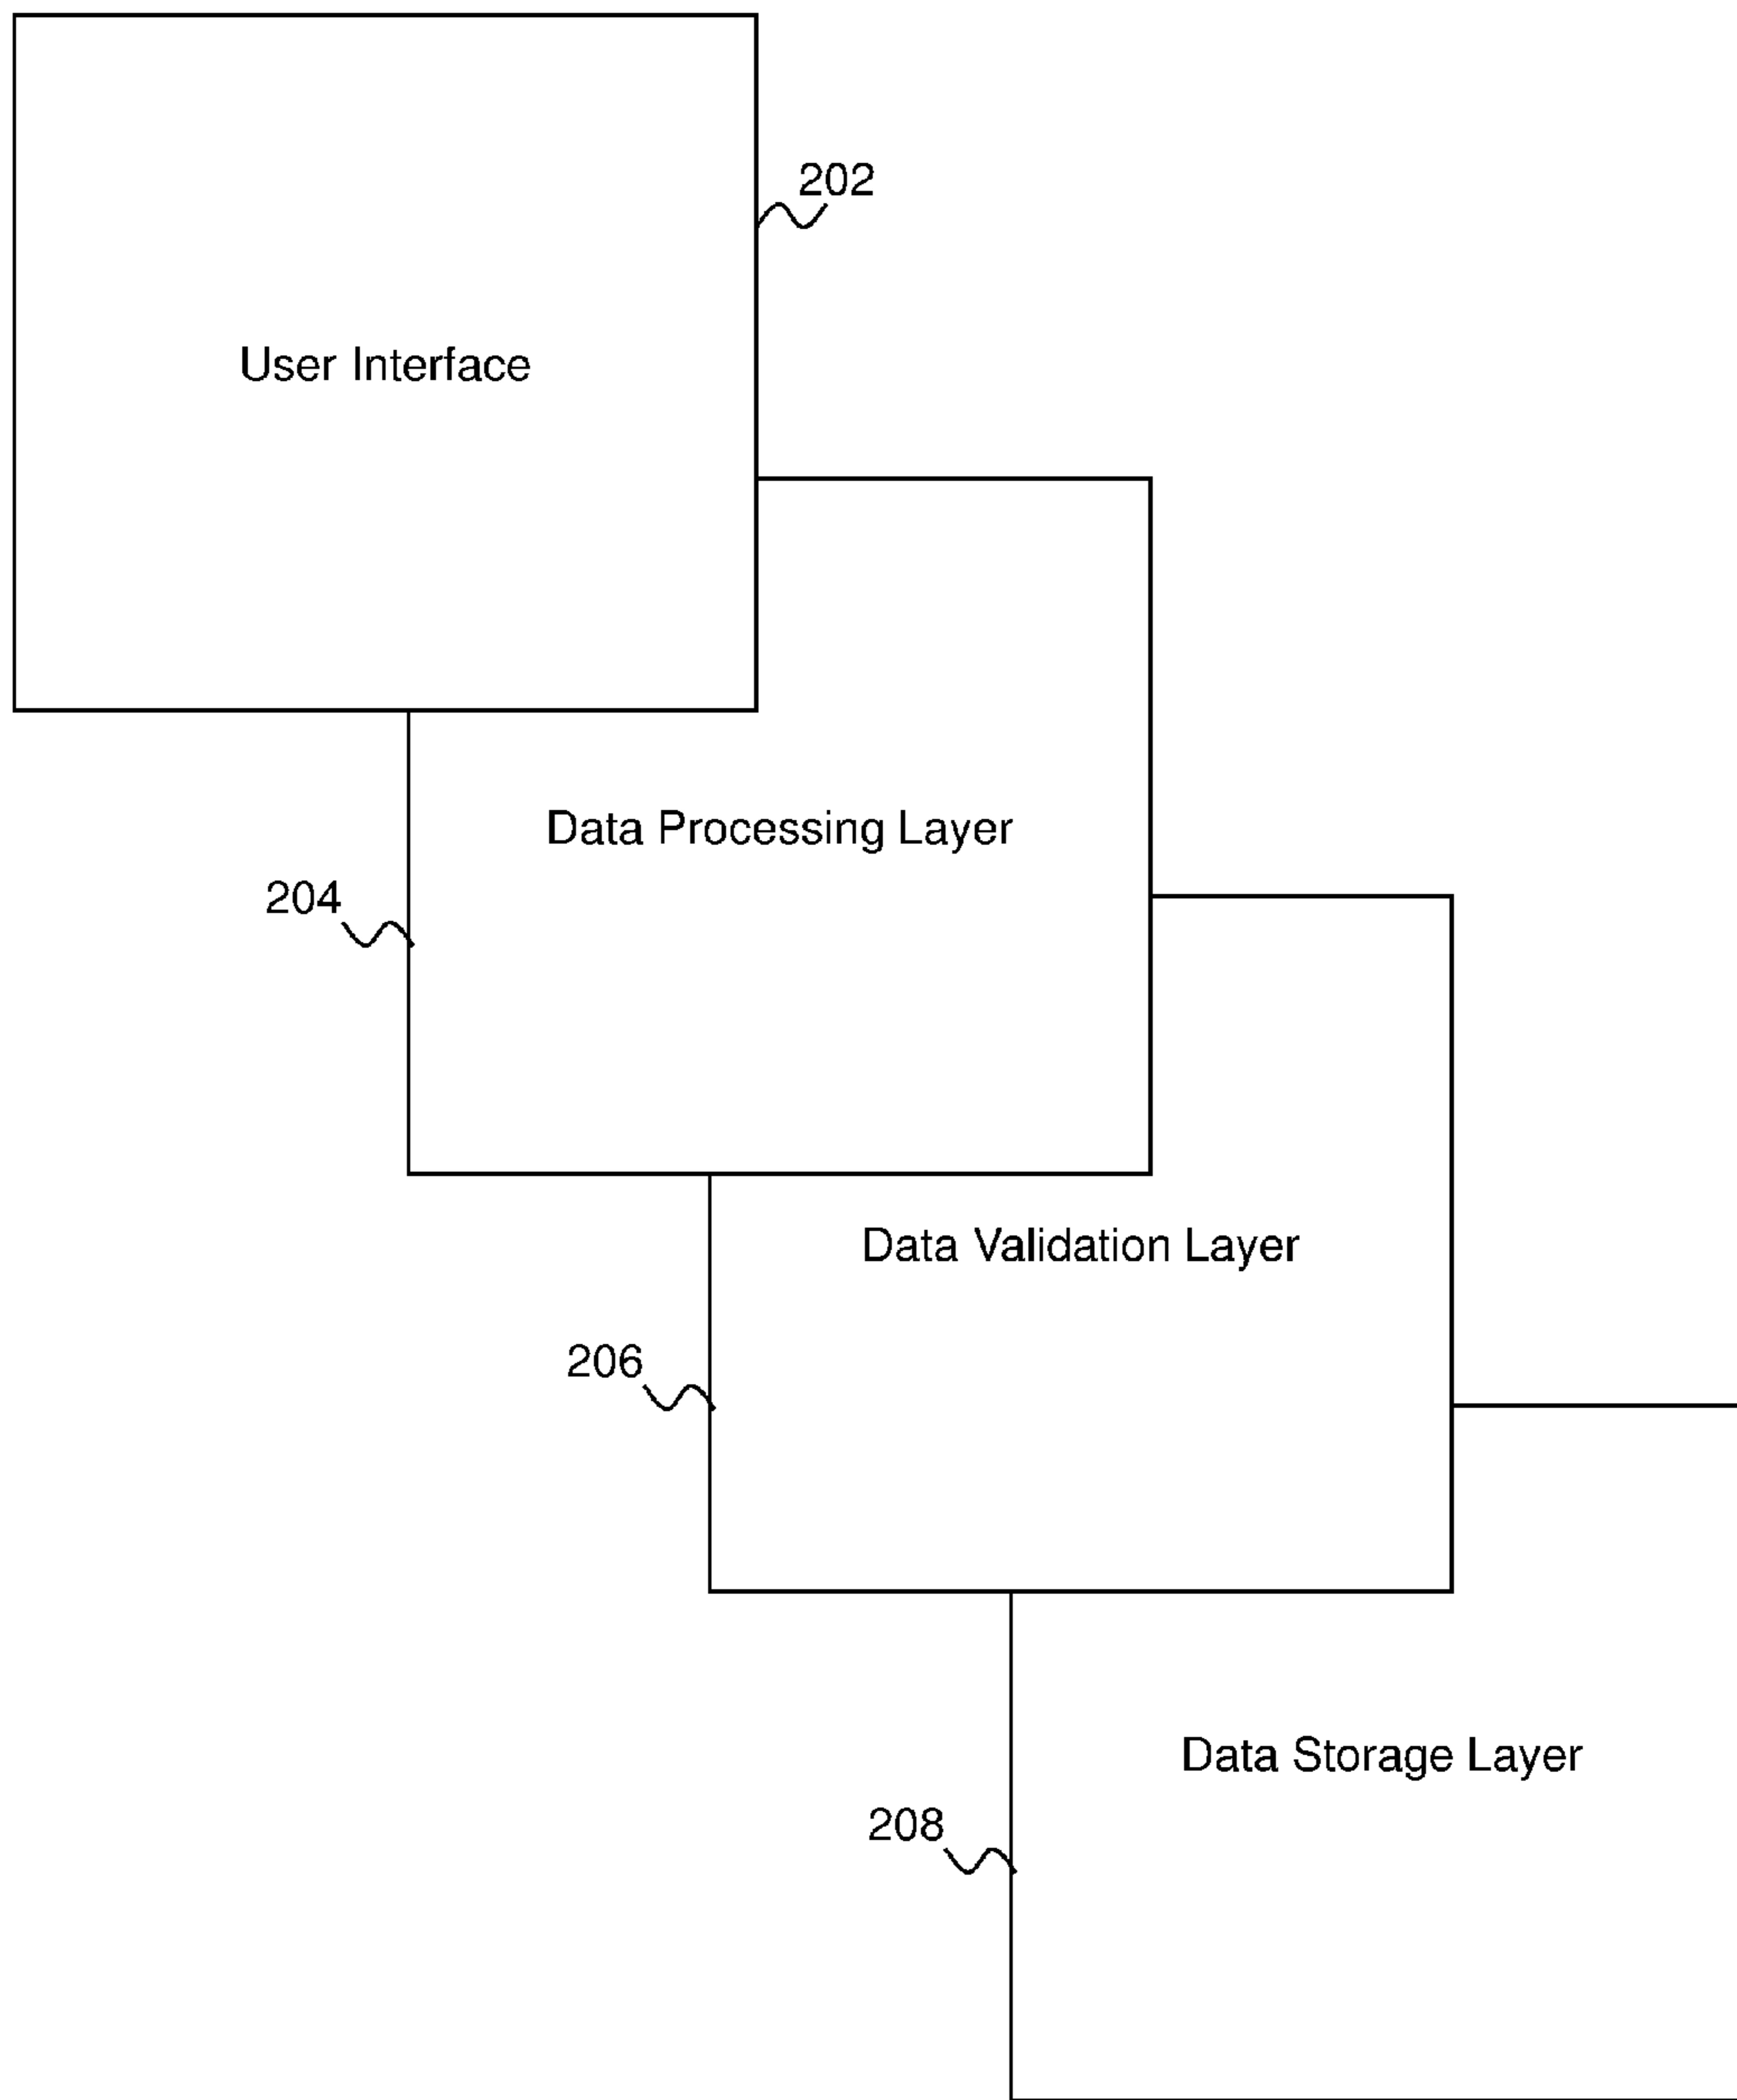 202
User Interface
Data Processing Layer
204
Data Validation Layer
206
Data Storage Layer
208